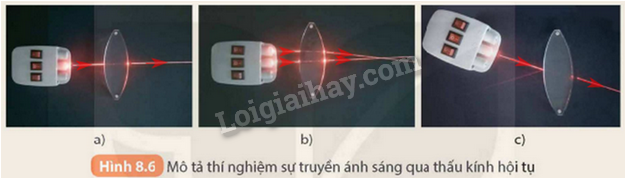 Loigiaihay.com
a)
b)
c)
Hình 8.6 Mô tả thí nghiệm sự truyền ánh sáng qua thấu kính hội tụ